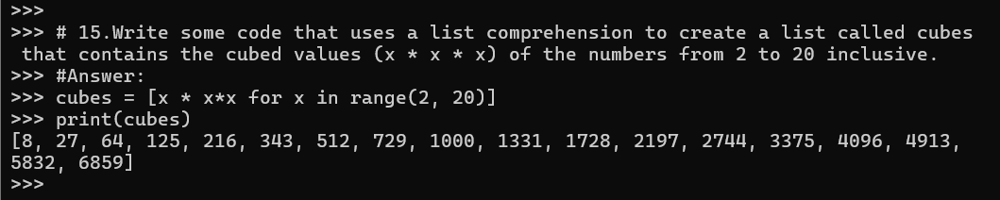 >>>
>>> # 15.Write some code that uses a list comprehension to create a list called cubes
 that contains the cubed values (x * x * x) of the numbers from 2 to 20 inclusive.
>>> #Answer:
>>> cubes = [x * x*x for x in range(2, 20)]
>>> print(cubes)
[8, 27, 64, 125, 216, 343, 512, 729, 1000, 1331, 1728, 2197, 2744, 3375, 4096, 4913,
5832, 6859]
>>>